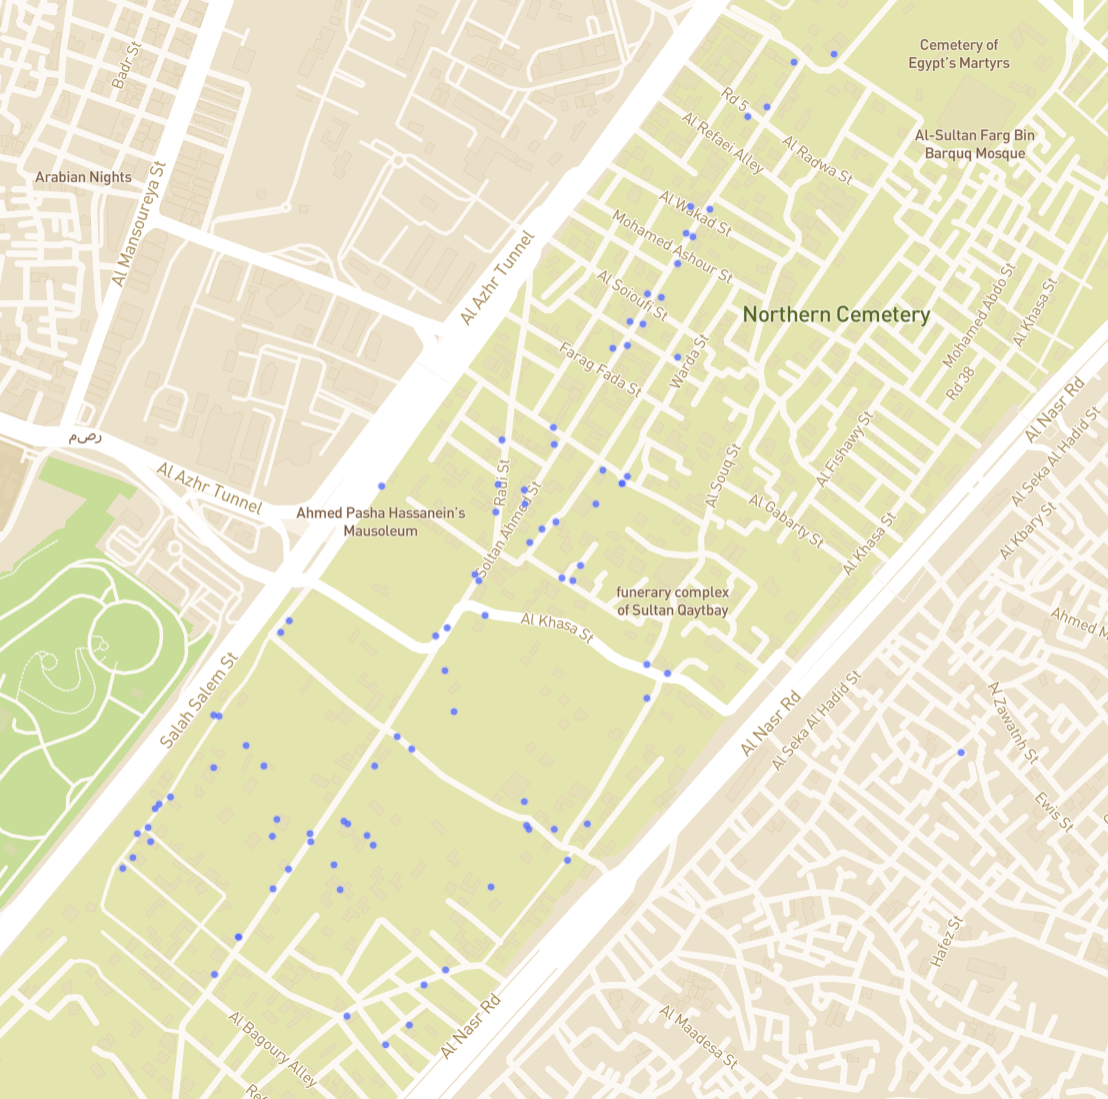 Cemetery of
Egypt's Martyrs
Badr St
Rd 5
Al Refaei Alley
Al Radwa St
Al-Sultan Farg Bin
Barquq Mosque
Arabian Nights
Al Mansoureya St
Al Wakad St
Mohamed Ashour St
Al Azhr Tunnel
Al Soioufi St
Northern Cemetery
Mohamed Abdo St
Al Khasa St
Farag Fada St
Warda St
Rd 38
Al Nasr Rd
Al Seka Al Hadid St
Al Fishawy St
Al Souq St
Al Azhr Tunnel
Radi St
Soltan Ahmed St
Ahmed Pasha Hassanein's
Mausoleum
Al Gabarty St
Al Khasa St
Al Kbary St
funerary complex
of Sultan Qaytbay
Al Khasa St
Ahmed M
Salah Salem St
Al Nasr Rd
Al Seka Al Hadid St
Al Zawatnh St
Ewis St
Hafez St
Al Nasr Rd
Al Maadesa St
Al Bagoury Alley